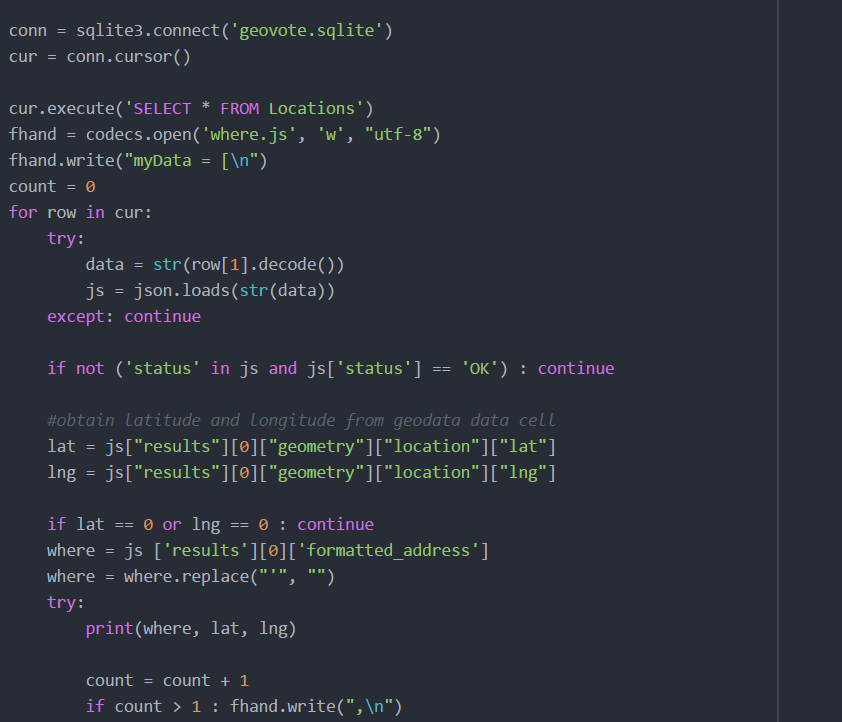 conn = sqlite3.connect('geovote.sqlite')
cur = conn.cursor()

cur.execute('SELECT * FROM Locations')
fhand = codecs.open('where.js', 'w', "utf-8")
fhand.write("myData = [\n")
count = 0
for row in cur:
    try:
        data = str(row[1].decode())
        js = json.loads(str(data))
    except: continue

    if not ('status' in js and js['status'] == 'OK') : continue

    #obtain latitude and longitude from geodata data cell
    lat = js["results"][0]["geometry"]["location"]["lat"]
    lng = js["results"][0]["geometry"]["location"]["lng"]

    if lat == 0 or lng == 0 : continue
    where = js ['results'][0]['formatted_address']
    where = where.replace("'", "")
    try:
        print(where, lat, lng)

        count = count + 1
        if count > 1 : fhand.write(",\n")